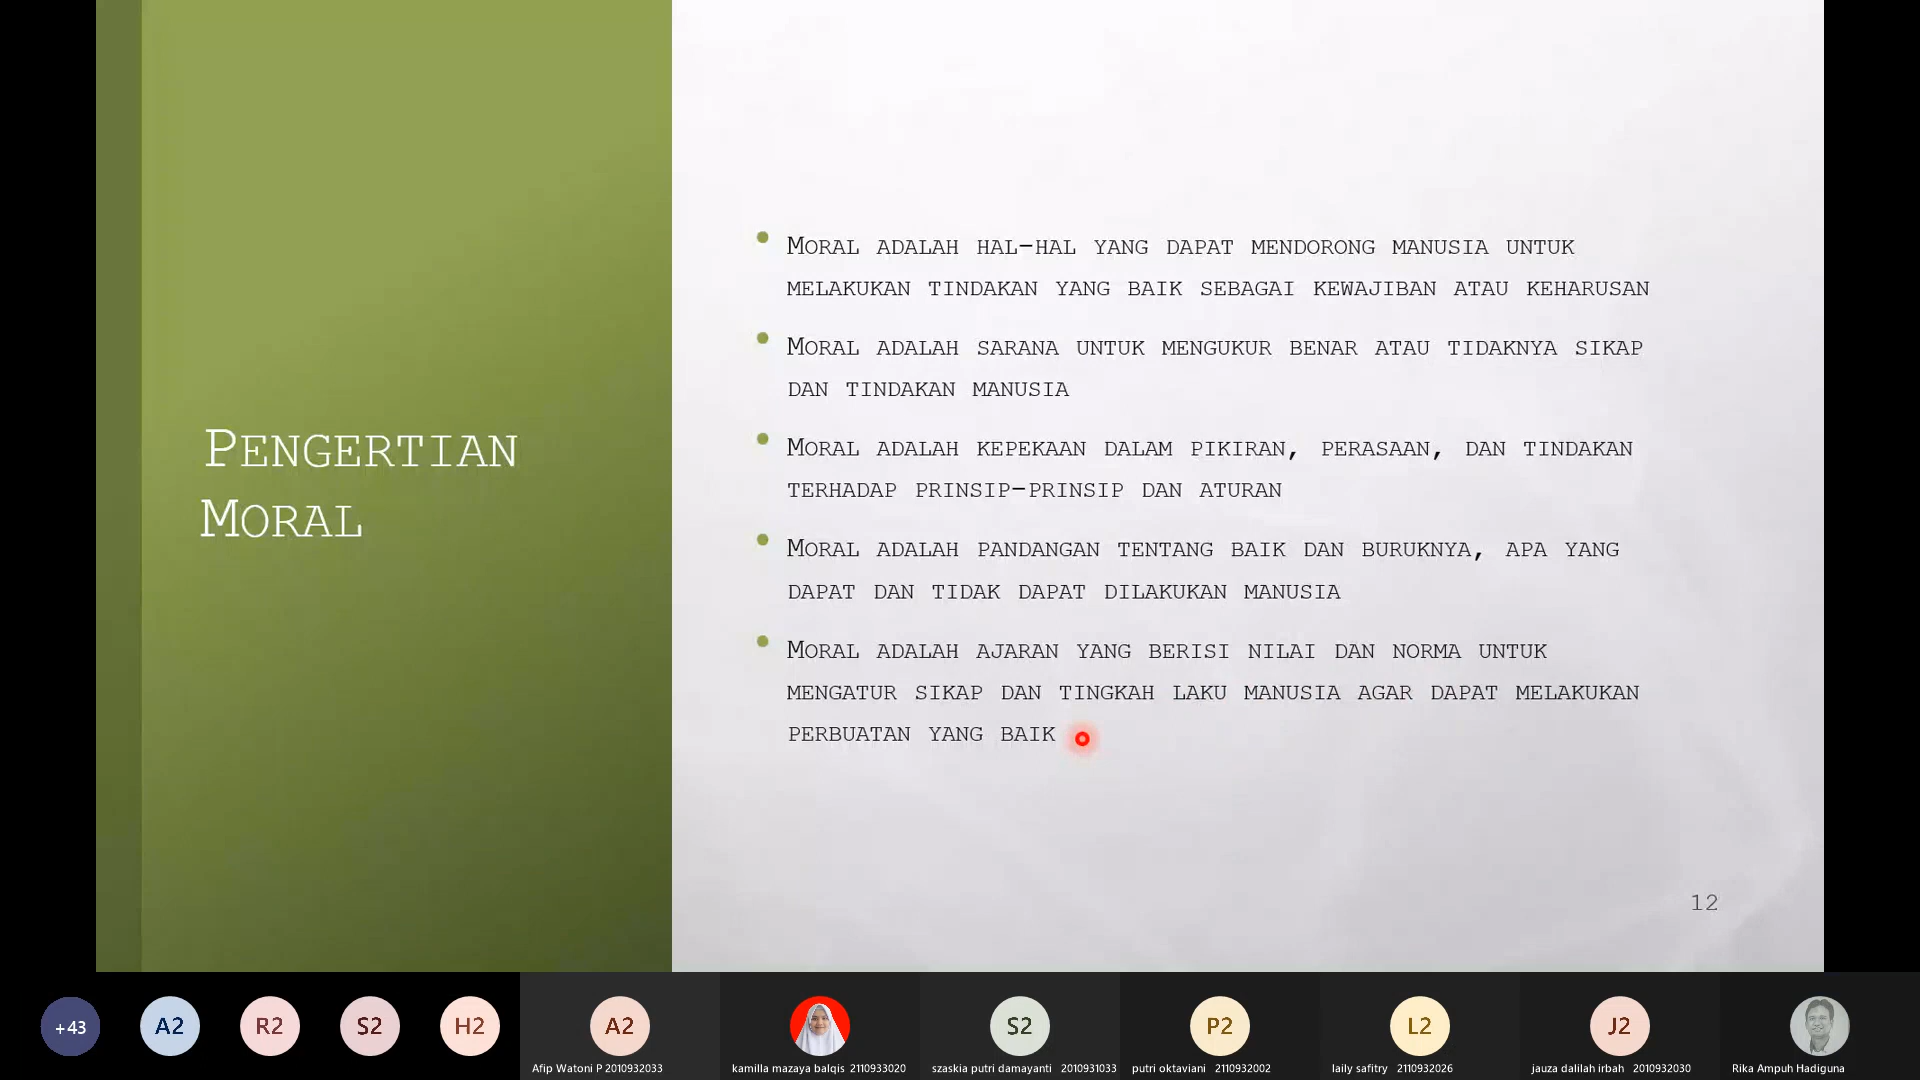 Pengertian
Moral
Moral adalah hal-hal yang dapat mendorong manusia untuk
melakukan tindakan yang baik sebagai kewajiban atau keharusan
Moral adalah sarana untuk mengukur benar atau tidaknya sikap
dan tindakan manusia
Moral adalah kepekaan dalam pikiran, perasaan, dan tindakan
terhadap prinsip-prinsip dan aturan
Moral adalah pandangan tentang baik dan buruknya, apa yang
dapat dan tidak dapat dilakukan manusia
Moral adalah ajaran yang berisi nilai dan norma untuk
mengatur sikap dan tingkah laku manusia agar dapat melakukan
perbuatan yang baik
12
+43 A2 R2 S2 H2 A2 S2 P2 L2 J2
Afip Watoni P 2010932033 kamilla mazaya balqis 2110933020 szaskia putri damayanti 2010931033 putri oktaviani 2110932002 laily safitry 2110932026 jauza dalilah irbah 2010932030 Rika Ampuh Hadiguna